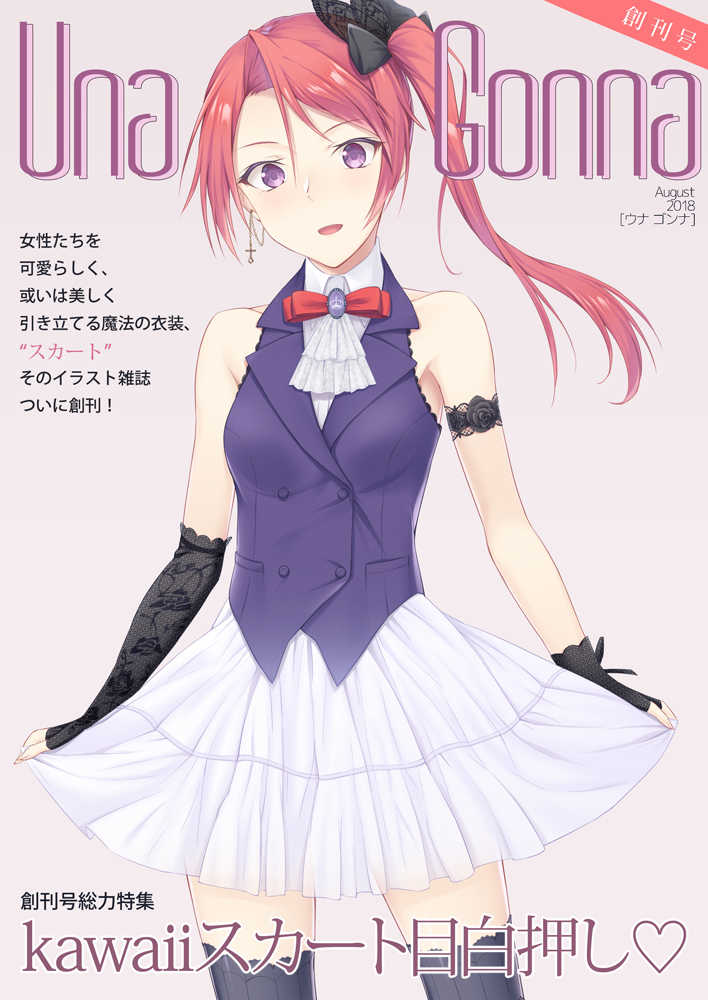 創刊号
Una Gonna
August
2018
[ウナ ゴンナ]
女性たちを
可愛らしく、
或いは美しく
引き立てる魔法の衣装、
“スカート”
そのイラスト雑誌
ついに創刊！
創刊号総力特集
kawaiiスカート目白押し♡